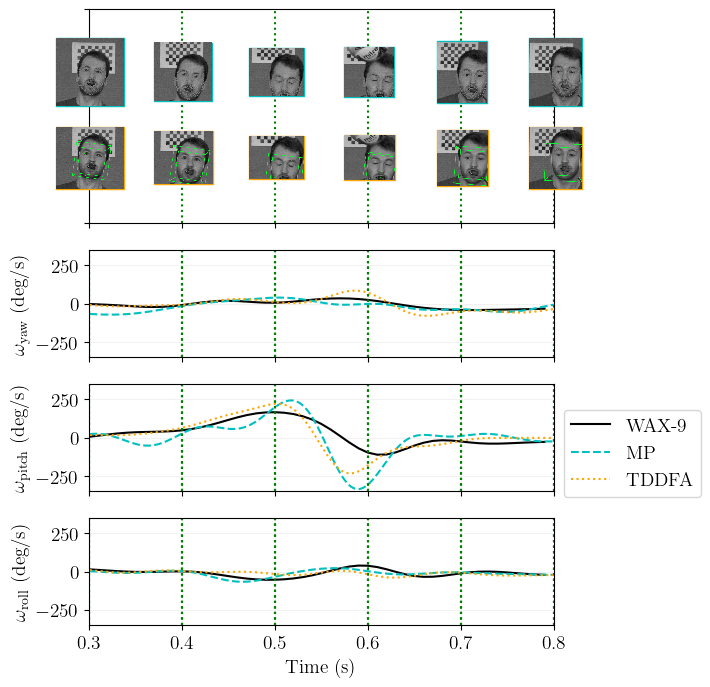 250
0
−250
ω_yaw (deg/s)
250
0
−250
ω_pitch (deg/s)
WAX-9
MP
TDDFA
250
0
−250
ω_roll (deg/s)
0.3 0.4 0.5 0.6 0.7 0.8
Time (s)